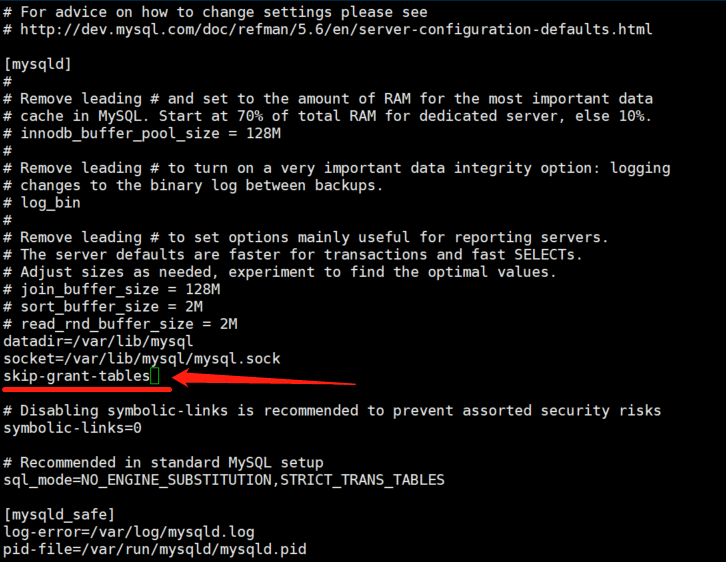 # For advice on how to change settings please see
# http://dev.mysql.com/doc/refman/5.6/en/server-configuration-defaults.html
[mysqld]
#
# Remove leading # and set to the amount of RAM for the most important data
# cache in MySQL. Start at 70% of total RAM for dedicated server, else 10%.
# innodb_buffer_pool_size = 128M
#
# Remove leading # to turn on a very important data integrity option: logging
# changes to the binary log between backups.
# log_bin
#
# Remove leading # to set options mainly useful for reporting servers.
# The server defaults are faster for transactions and fast SELECTs.
# Adjust sizes as needed, experiment to find the optimal values.
# join_buffer_size = 128M
# sort_buffer_size = 2M
# read_rnd_buffer_size = 2M
datadir=/var/lib/mysql
socket=/var/lib/mysql/mysql.sock
skip-grant-tables
# Disabling symbolic-links is recommended to prevent assorted security risks
symbolic-links=0
# Recommended in standard MySQL setup
sql_mode=NO_ENGINE_SUBSTITUTION,STRICT_TRANS_TABLES
[mysqld_safe]
log-error=/var/log/mysqld.log
pid-file=/var/run/mysqld/mysqld.pid